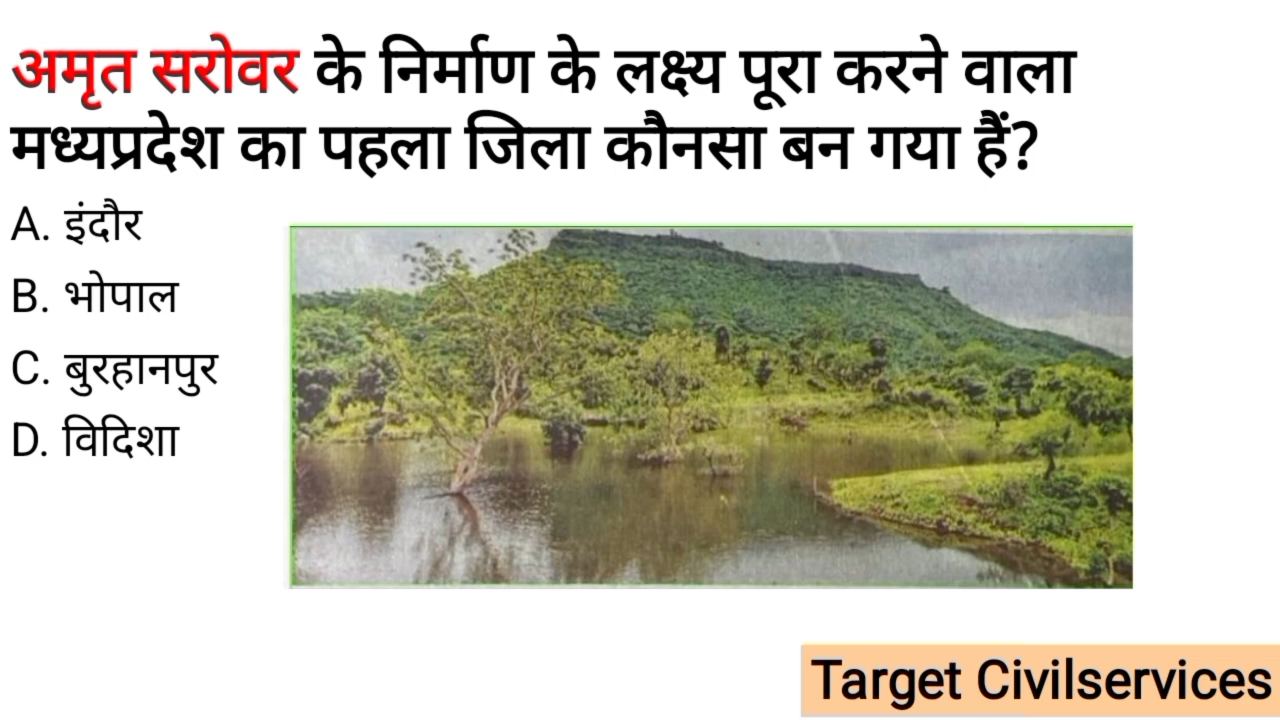 अमृत सरोवर के निर्माण के लक्ष्य पूरा करने वाला
मध्यप्रदेश का पहला जिला कौनसा बन गया हैं?
A. इंदौर
B. भोपाल
C. बुरहानपुर
D. विदिशा
Target Civilservices